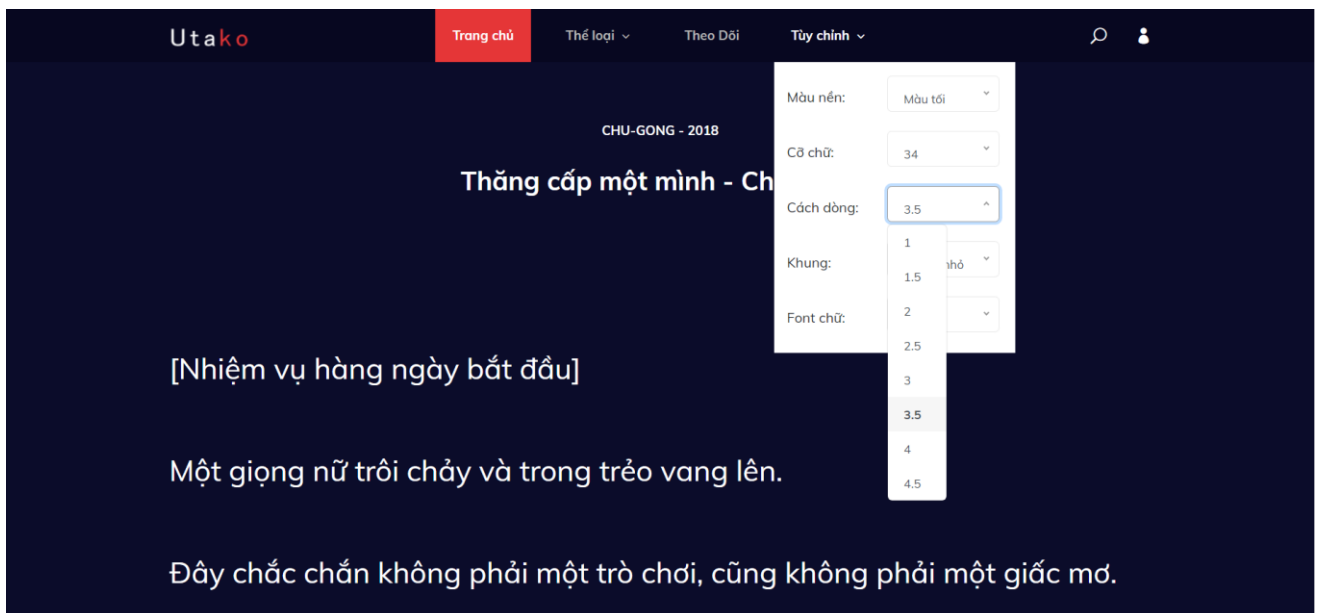 Utako Trang chủ Thể loại Theo Dõi Tùy chỉnh
Màu nền: Màu tối
CHU-GONG - 2018
Cỡ chữ: 34
Thăng cấp một mình - Ch
Cách dòng: 3.5
1
Khung: nhỏ
1.5
2
Font chữ:
2.5
3
3.5
4
4.5
[Nhiệm vụ hàng ngày bắt đầu]
Một giọng nữ trôi chảy và trong trẻo vang lên.
Đây chắc chắn không phải một trò chơi, cũng không phải một giấc mơ.